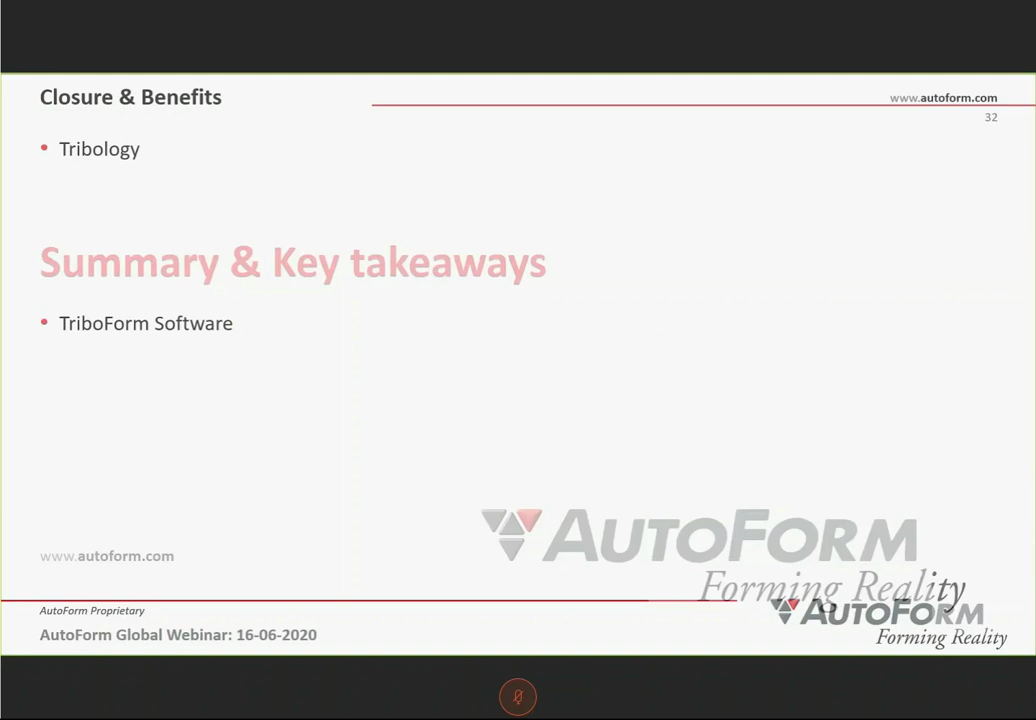 Closure & Benefits
www.autoform.com
32
• Tribology
Summary & Key takeaways
• TriboForm Software
AUTOFORM
Forming Reality
www.autoform.com
AutoForm Proprietary
AUTOFORM
AutoForm Global Webinar: 16-06-2020
Forming Reality